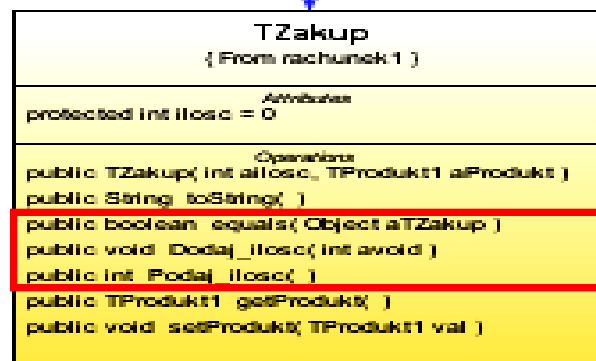 TZakup
{ From rachunek1 }
Attributes
protected int ilosc = 0
Operations
public TZakup( int ailosc, TProdukt1 aProdukt )
public String toString( )
public boolean equals( Object aTZakup )
public void Dodaj_ilosc( int avoid )
public int Podaj_ilosc( )
public TProdukt1 getProdukt( )
public void setProdukt( TProdukt1 val )